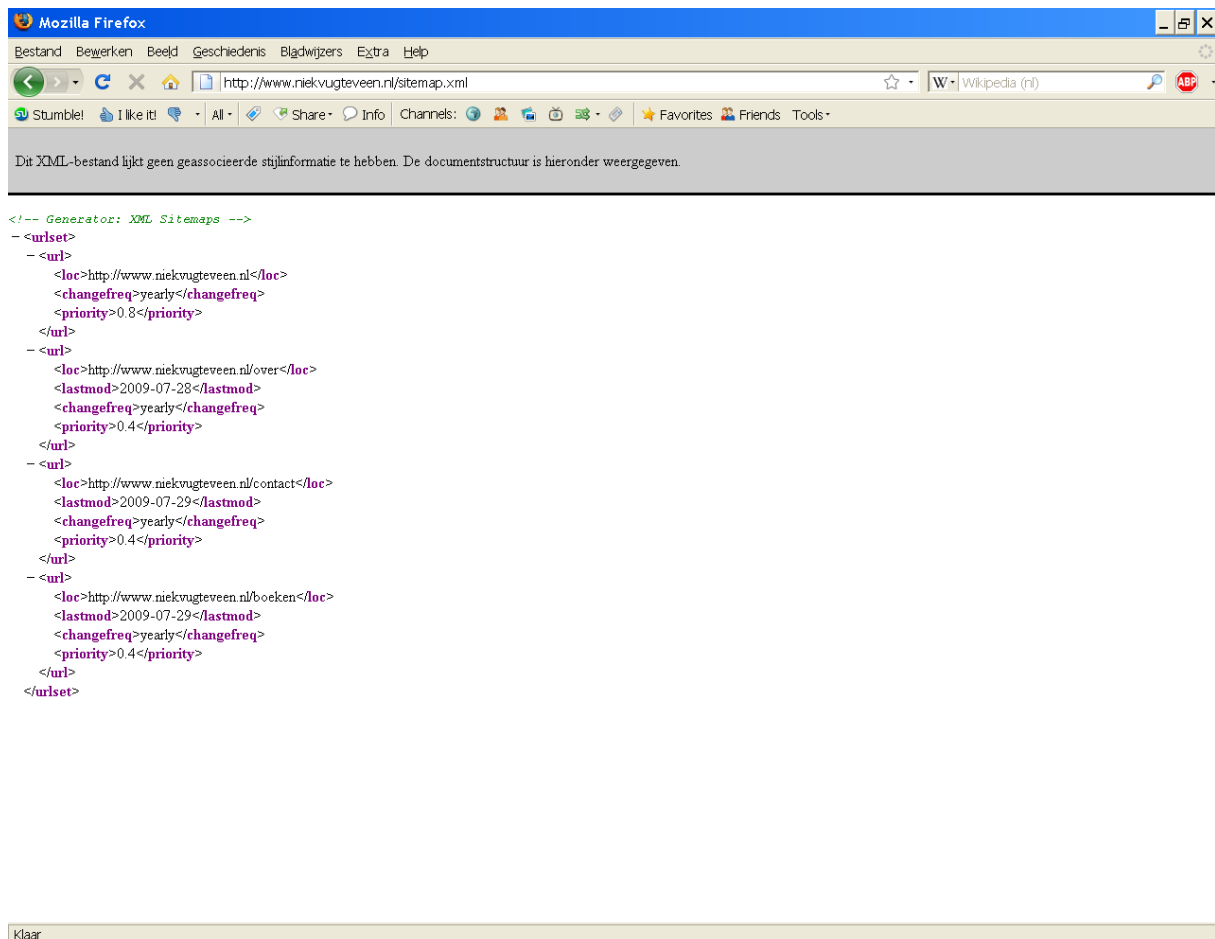 Mozilla Firefox
Bestand Bewerken Beeld Geschiedenis Bladwijzers Extra Help
http://www.niekvugteveen.nl/sitemap.xml W Wikipedia (nl) ABP
Stumble! I like it! All Share Info Channels: Favorites Friends Tools
Dit XML-bestand lijkt geen geassocieerde stijlinformatie te hebben. De documentstructuur is hieronder weergegeven.
<!-- Generator: XML Sitemaps -->
− <urlset>
− <url>
<loc>http://www.niekvugteveen.nl</loc>
<changefreq>yearly</changefreq>
<priority>0.8</priority>
</url>
− <url>
<loc>http://www.niekvugteveen.nl/over</loc>
<lastmod>2009-07-28</lastmod>
<changefreq>yearly</changefreq>
<priority>0.4</priority>
</url>
− <url>
<loc>http://www.niekvugteveen.nl/contact</loc>
<lastmod>2009-07-29</lastmod>
<changefreq>yearly</changefreq>
<priority>0.4</priority>
</url>
− <url>
<loc>http://www.niekvugteveen.nl/boeken</loc>
<lastmod>2009-07-29</lastmod>
<changefreq>yearly</changefreq>
<priority>0.4</priority>
</url>
</urlset>
Klaar